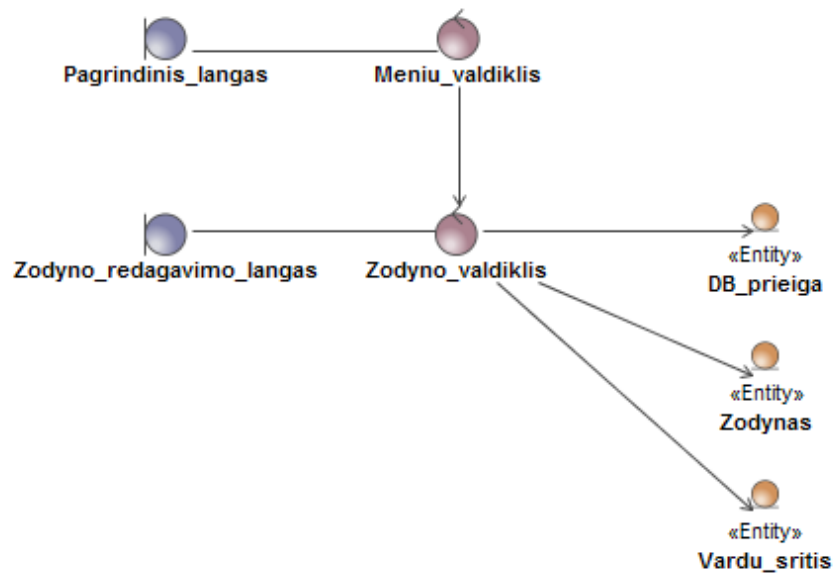 Pagrindinis_langas
Meniu_valdiklis
Zodyno_redagavimo_langas
Zodyno_valdiklis
«Entity»
DB_prieiga
«Entity»
Zodynas
«Entity»
Vardu_sritis